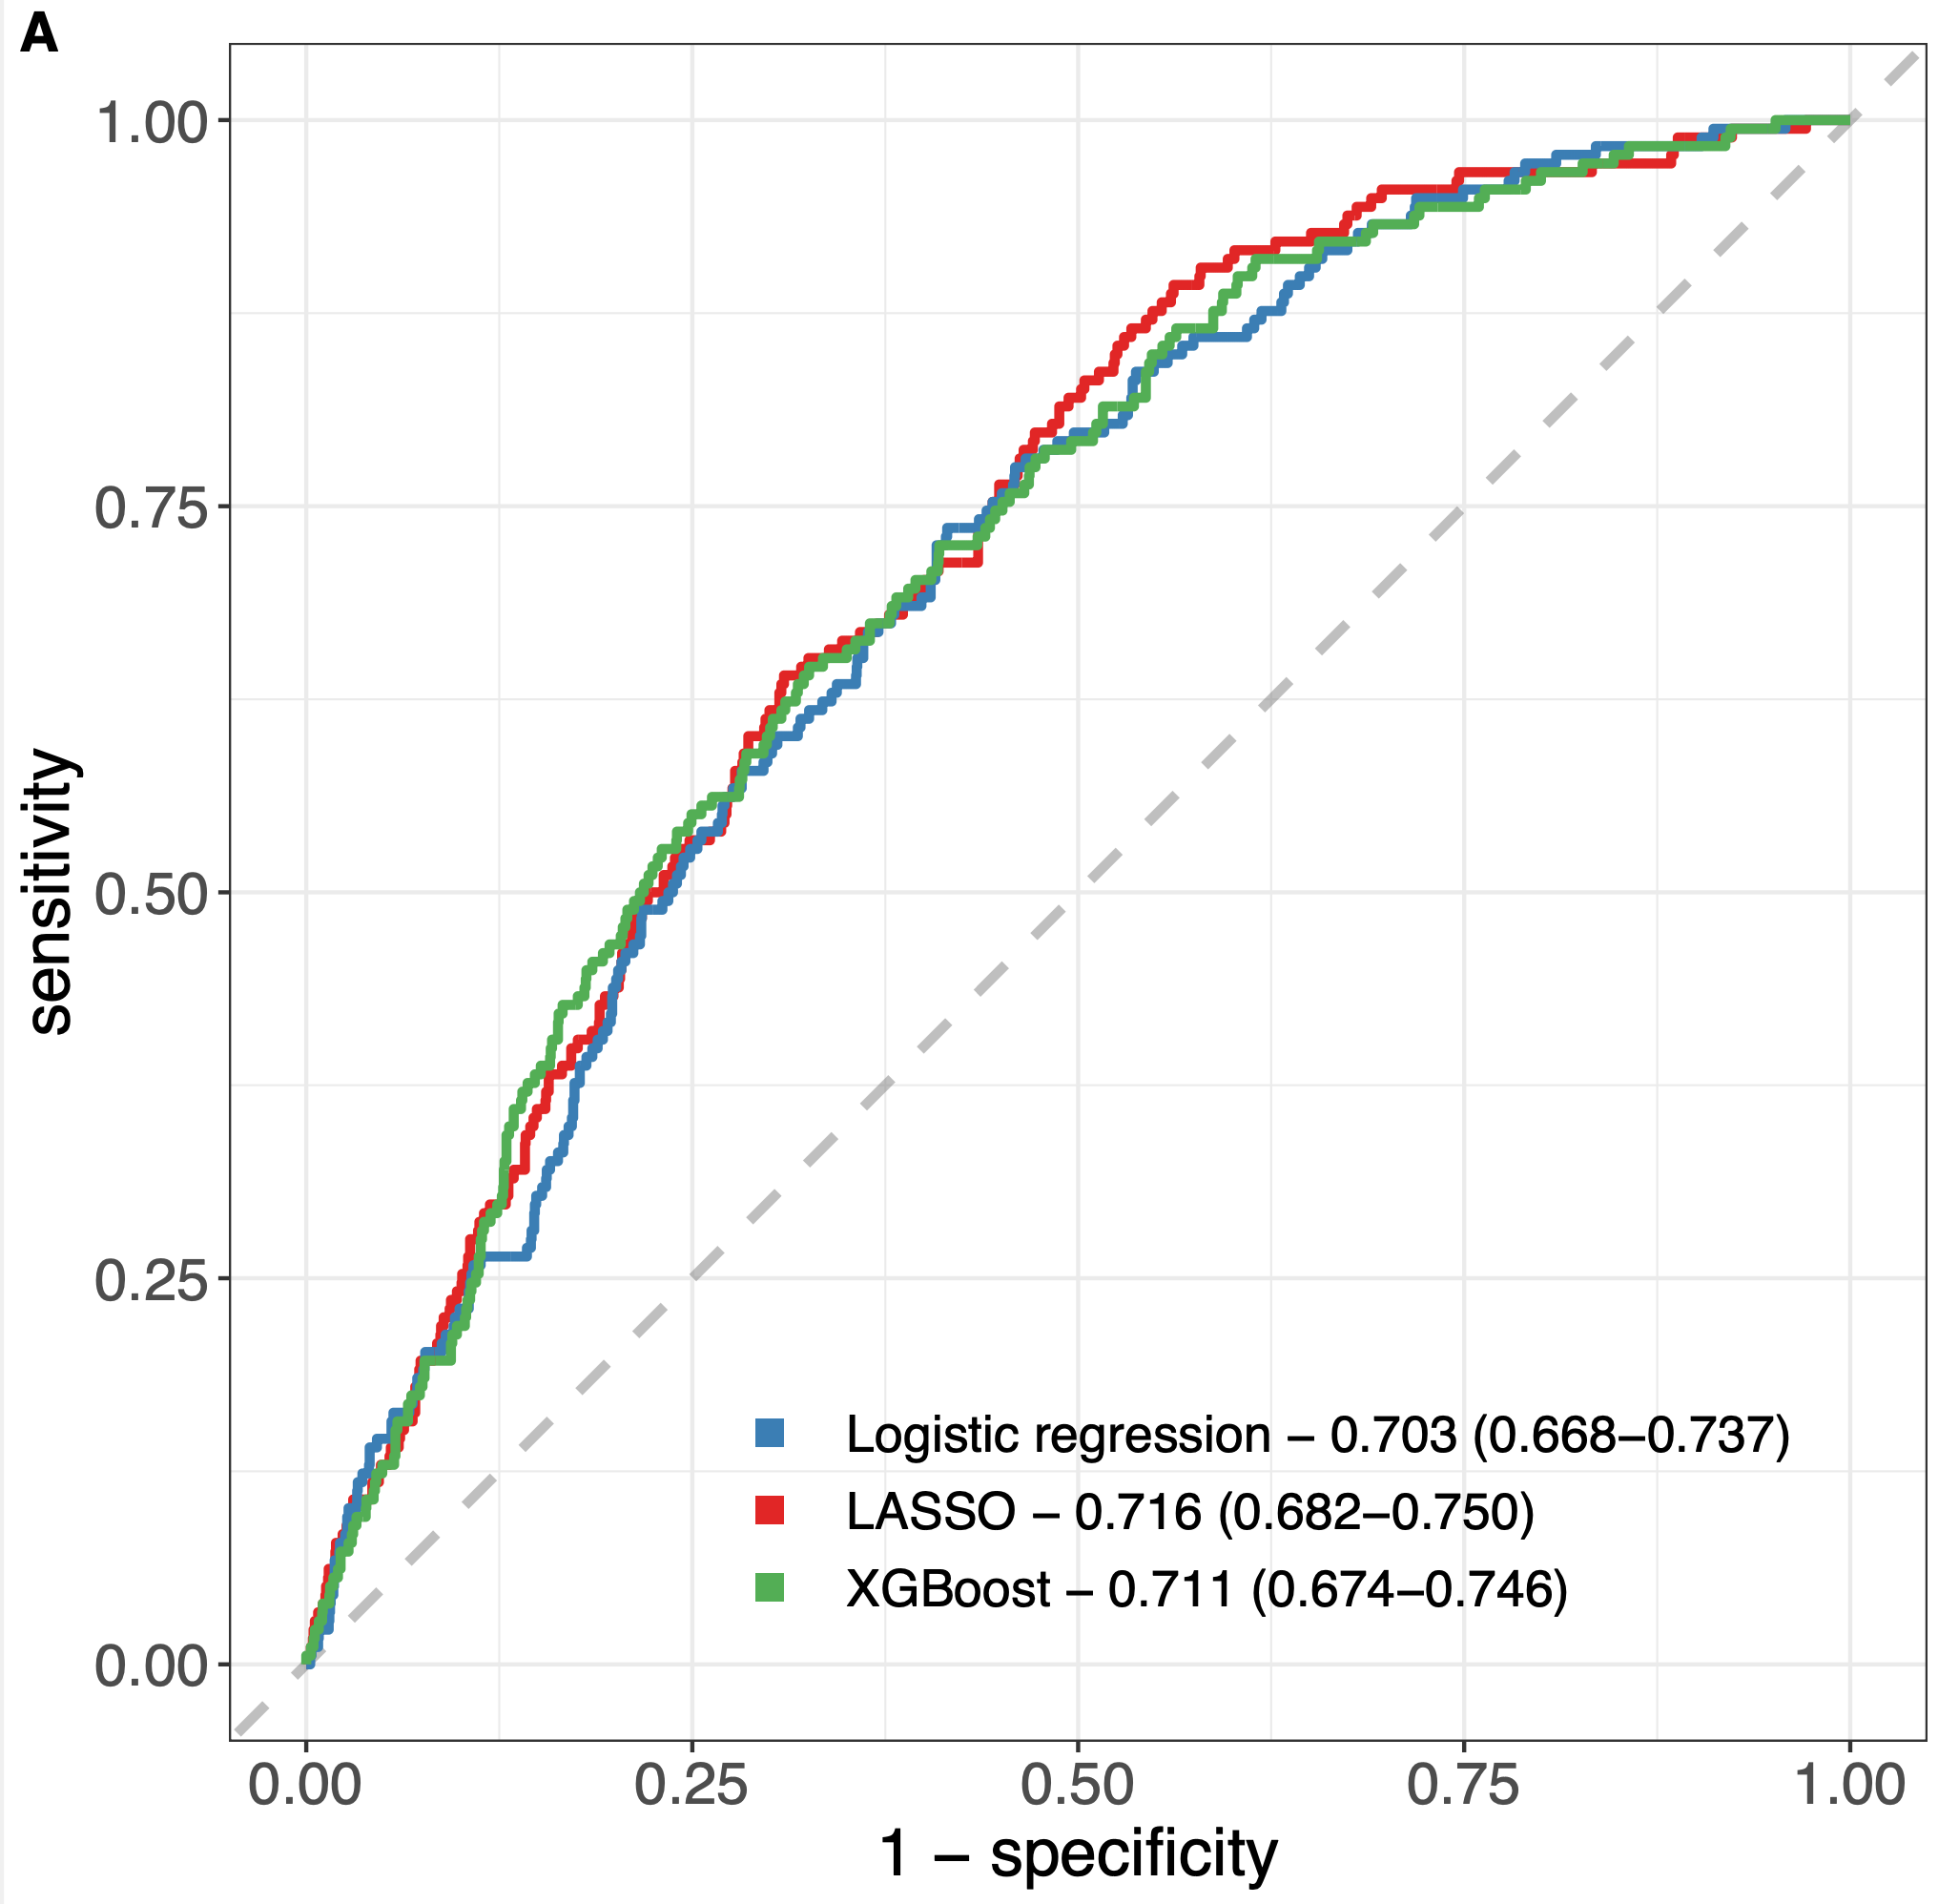 A
1.00
0.75
0.50
0.25
0.00
sensitivity
Logistic regression – 0.703 (0.668–0.737)
LASSO – 0.716 (0.682–0.750)
XGBoost – 0.711 (0.674–0.746)
0.00 0.25 0.50 0.75 1.00
1 – specificity